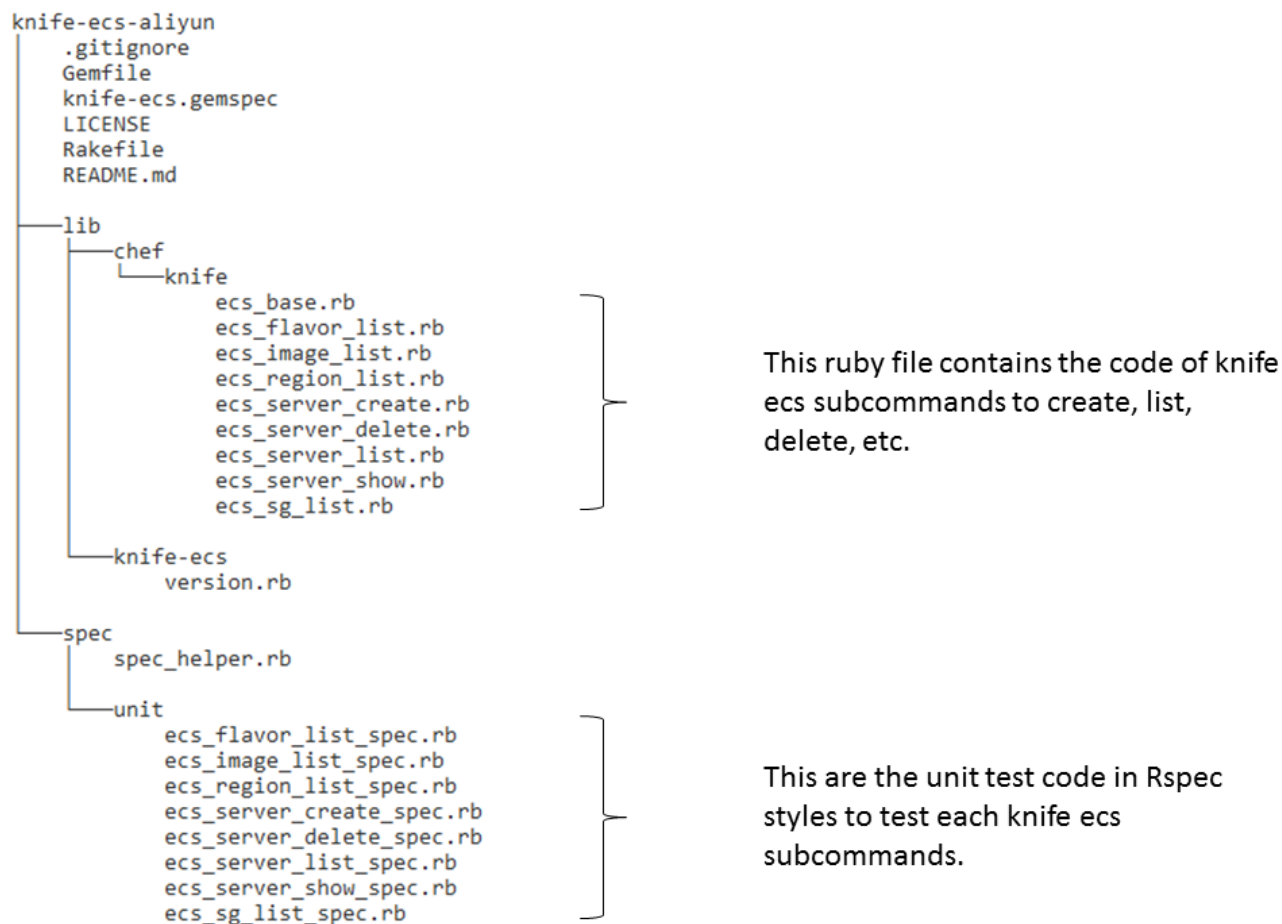 knife-ecs-aliyun
.gitignore
Gemfile
knife-ecs.gemspec
LICENSE
Rakefile
README.md
lib
chef
knife
ecs_base.rb
ecs_flavor_list.rb
ecs_image_list.rb
ecs_region_list.rb
ecs_server_create.rb
ecs_server_delete.rb
ecs_server_list.rb
ecs_server_show.rb
ecs_sg_list.rb
This ruby file contains the code of knife
ecs subcommands to create, list,
delete, etc.
knife-ecs
version.rb
spec
spec_helper.rb
unit
ecs_flavor_list_spec.rb
ecs_image_list_spec.rb
ecs_region_list_spec.rb
ecs_server_create_spec.rb
ecs_server_delete_spec.rb
ecs_server_list_spec.rb
ecs_server_show_spec.rb
ecs_sg_list_spec.rb
This are the unit test code in Rspec
styles to test each knife ecs
subcommands.